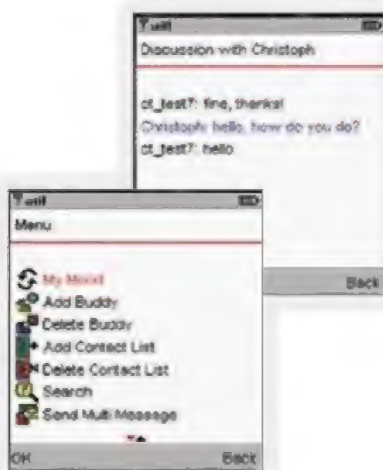 Discussion with Christoph
ct_test7: fine, thanks!
Christoph: hello, how do you do?
ct_test7: hello
Back
Menu
My Mood
Add Buddy
Delete Buddy
Add Contact List
Delete Contact List
Search
Send Multi Message
OK Back